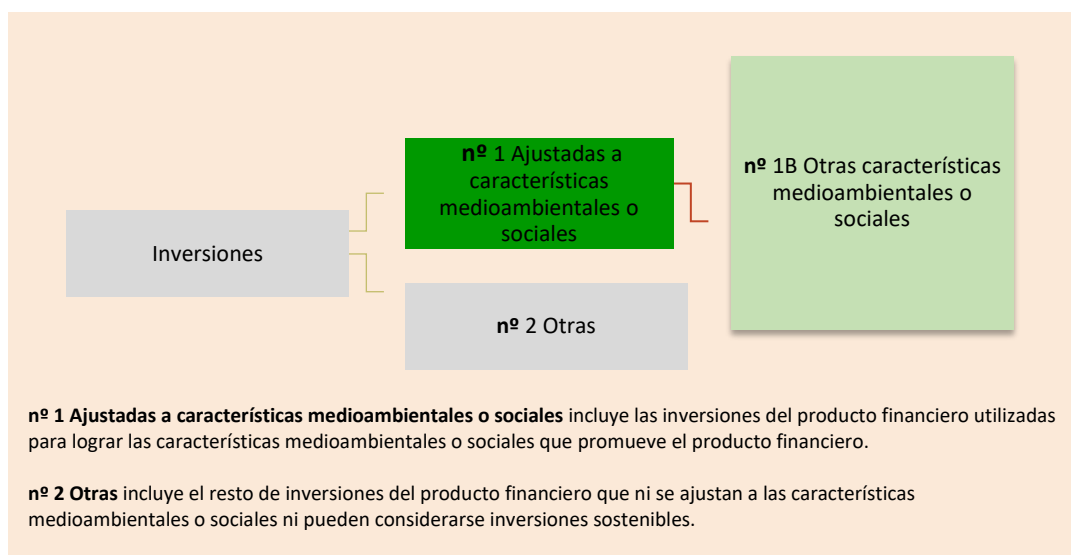 nº 1 Ajustadas a
características
medioambientales o
sociales
nº 1B Otras características
medioambientales o
sociales
Inversiones
nº 2 Otras
nº 1 Ajustadas a características medioambientales o sociales incluye las inversiones del producto financiero utilizadas
para lograr las características medioambientales o sociales que promueve el producto financiero.
nº 2 Otras incluye el resto de inversiones del producto financiero que ni se ajustan a las características
medioambientales o sociales ni pueden considerarse inversiones sostenibles.